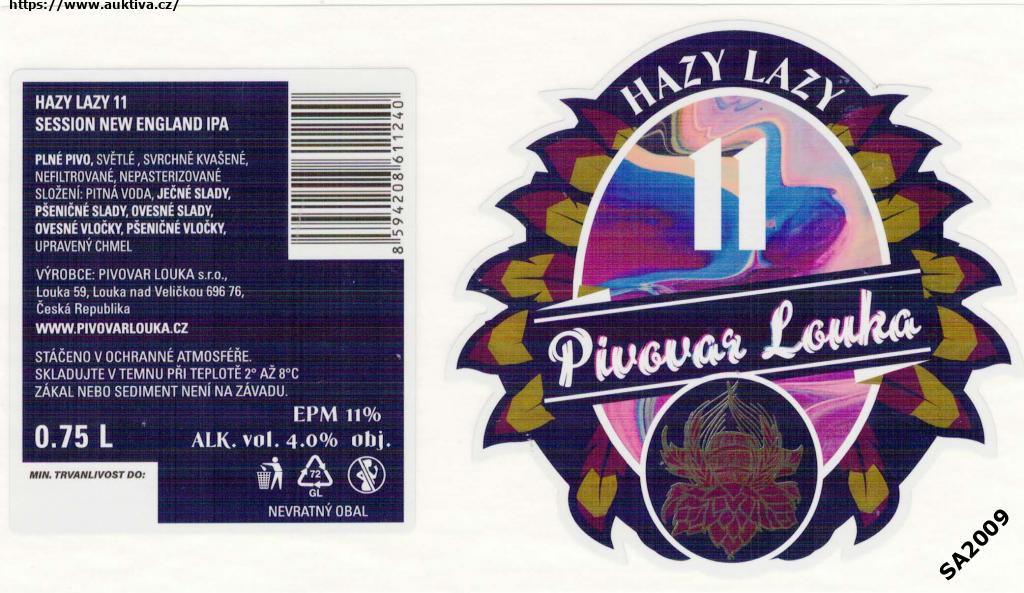 https://www.auktiva.cz/
HAZY LAZY 11
SESSION NEW ENGLAND IPA
PLNÉ PIVO, SVĚTLÉ , SVRCHNĚ KVAŠENÉ,
NEFILTROVANÉ, NEPASTERIZOVANÉ
SLOŽENÍ: PITNÁ VODA, JEČNÉ SLADY,
PŠENIČNÉ SLADY, OVESNÉ SLADY,
OVESNÉ VLOČKY, PŠENIČNÉ VLOČKY,
UPRAVENÝ CHMEL
VÝROBCE: PIVOVAR LOUKA s.r.o.,
Louka 59, Louka nad Veličkou 696 76,
Česká Republika
WWW.PIVOVARLOUKA.CZ
STÁČENO V OCHRANNÉ ATMOSFÉŘE.
SKLADUJTE V TEMNU PŘI TEPLOTĚ 2° AŽ 8°C
ZÁKAL NEBO SEDIMENT NENÍ NA ZÁVADU.
EPM 11%
0.75 L
ALK. vol. 4.0% obj.
MIN. TRVANLIVOST DO:
72
GL
NEVRATNÝ OBAL
8594208611240
HAZY LAZY
11
Pivovar Louka
SA2009